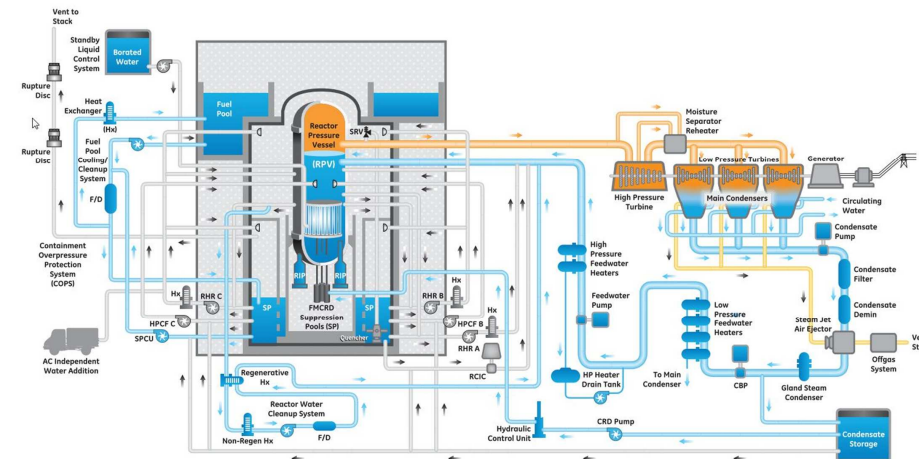 Vent to
Stack
Standby
Liquid
Control
System
Borated
Water
Rupture
Disc
Heat
Exchanger
(Hx)
Rupture
Disc
Fuel
Pool
Cooling/
Cleanup
System
F/D
Containment
Overpressure
Protection
System
(COPS)
AC Independent
Water Addition
Fuel
Pool
Reactor
Pressure
Vessel
(RPV)
SRV
RIP
RIP
SP
SP
FMCRD
Suppression
Pools (SP)
Quencher
Hx
RHR C
HPCF C
SPCU
Hx
RHR B
HPCF B
Hx
RHR A
RCIC
Regenerative
Hx
Reactor Water
Cleanup System
Non-Regen Hx
F/D
Hydraulic
Control Unit
CRD Pump
Moisture
Separator
Reheater
High Pressure
Turbine
Low Pressure Turbines
Main Condensers
Generator
Circulating
Water
Condensate
Pump
Condensate
Filter
Condensate
Demin
Steam Jet
Air Ejector
Offgas
System
High
Pressure
Feedwater
Heaters
Feedwater
Pump
Low
Pressure
Feedwater
Heaters
HP Heater
Drain Tank
To Main
Condenser
CBP
Gland Steam
Condenser
Condensate
Storage